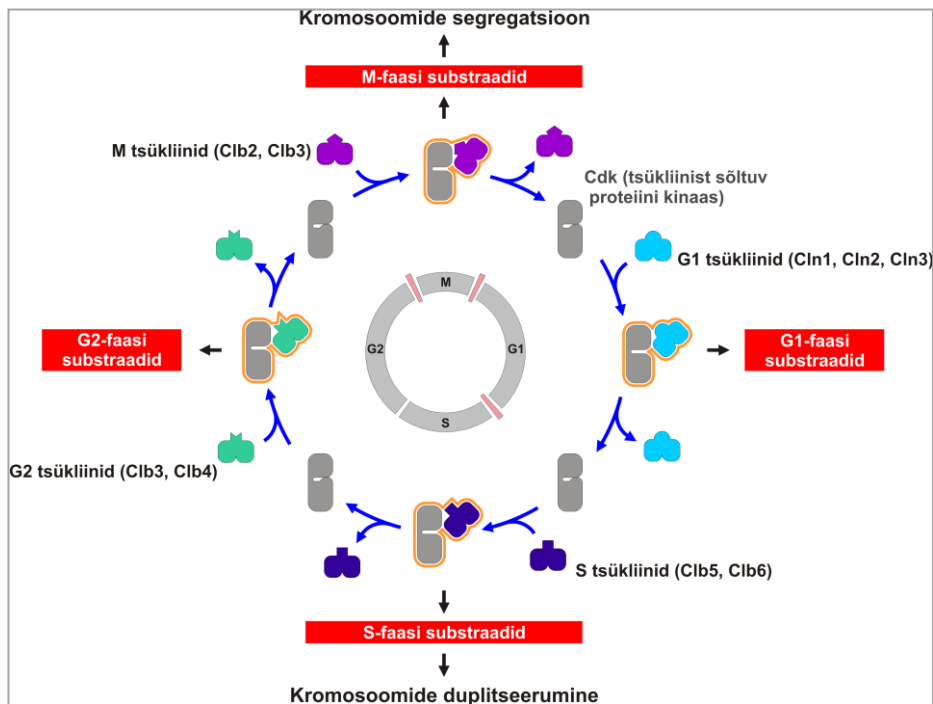 Kromosoomide segregatsioon
M-faasi substraadid
M tsükliinid (Clb2, Clb3)
Cdk (tsükliinist sõltuv
proteiini kinaas)
G1 tsükliinid (Cln1, Cln2, Cln3)
M
G2
G1
S
G2-faasi
substraadid
G1-faasi
substraadid
G2 tsükliinid (Clb3, Clb4)
S tsükliinid (Clb5, Clb6)
S-faasi substraadid
Kromosoomide duplitseerumine